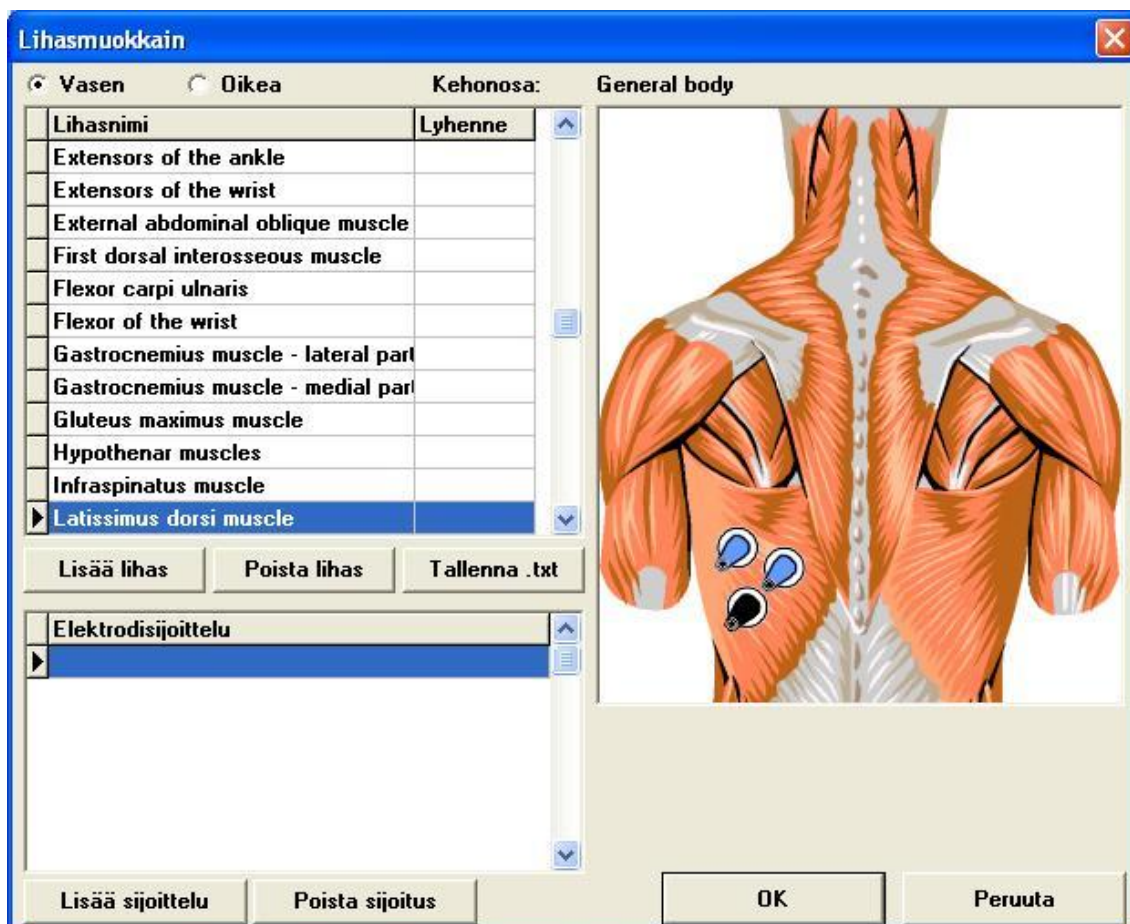 Lihasmuokkain
Vasen Oikea Kehonosa: General body
Lihasnimi Lyhenne
Extensors of the ankle
Extensors of the wrist
External abdominal oblique muscle
First dorsal interosseous muscle
Flexor carpi ulnaris
Flexor of the wrist
Gastrocnemius muscle - lateral part
Gastrocnemius muscle - medial part
Gluteus maximus muscle
Hypothenar muscles
Infraspinatus muscle
Latissimus dorsi muscle
Lisää lihas Poista lihas Tallenna .txt
Elektrodisijoittelu
Lisää sijoittelu Poista sijoitus OK Peruuta